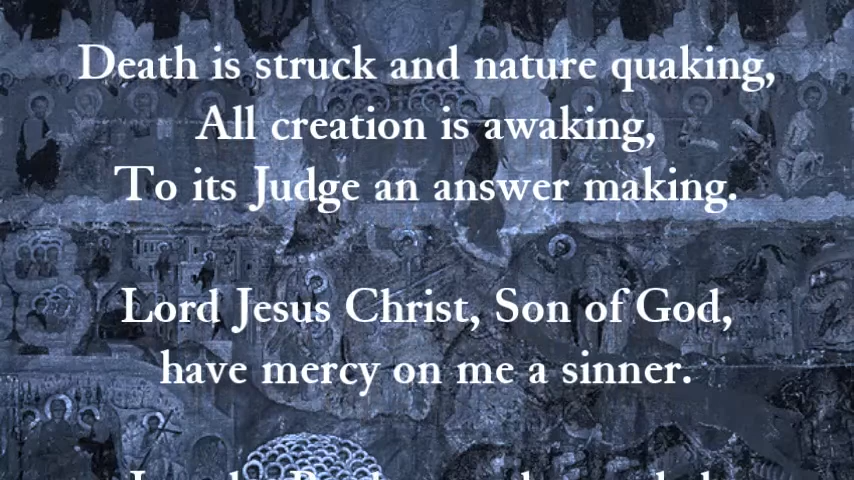 Death is struck and nature quaking,
All creation is awaking,
To its Judge an answer making.
Lord Jesus Christ, Son of God,
have mercy on me a sinner.